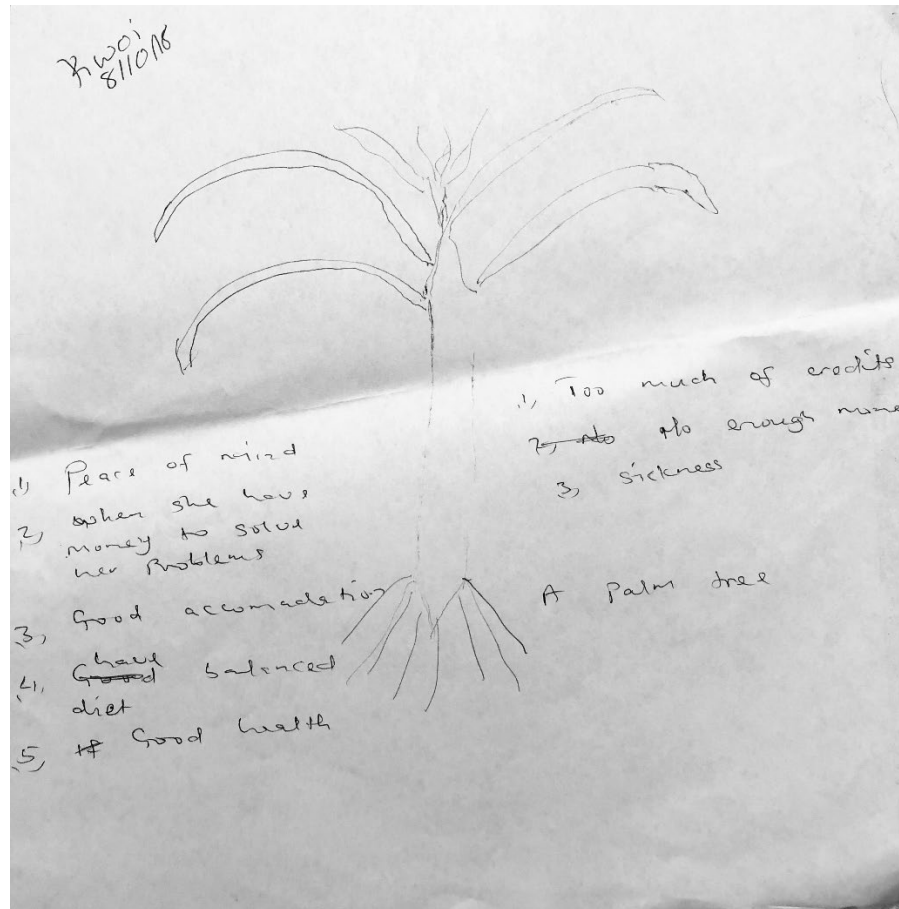 Kwoi
8/10/18
1, Peace of mind
2, when she have
money to solve
her Problems
3, Good accomadation
4, have balanced
diet
5, Good health
1, Too much of credits
2, No enough mone
3, sickness
A palm tree